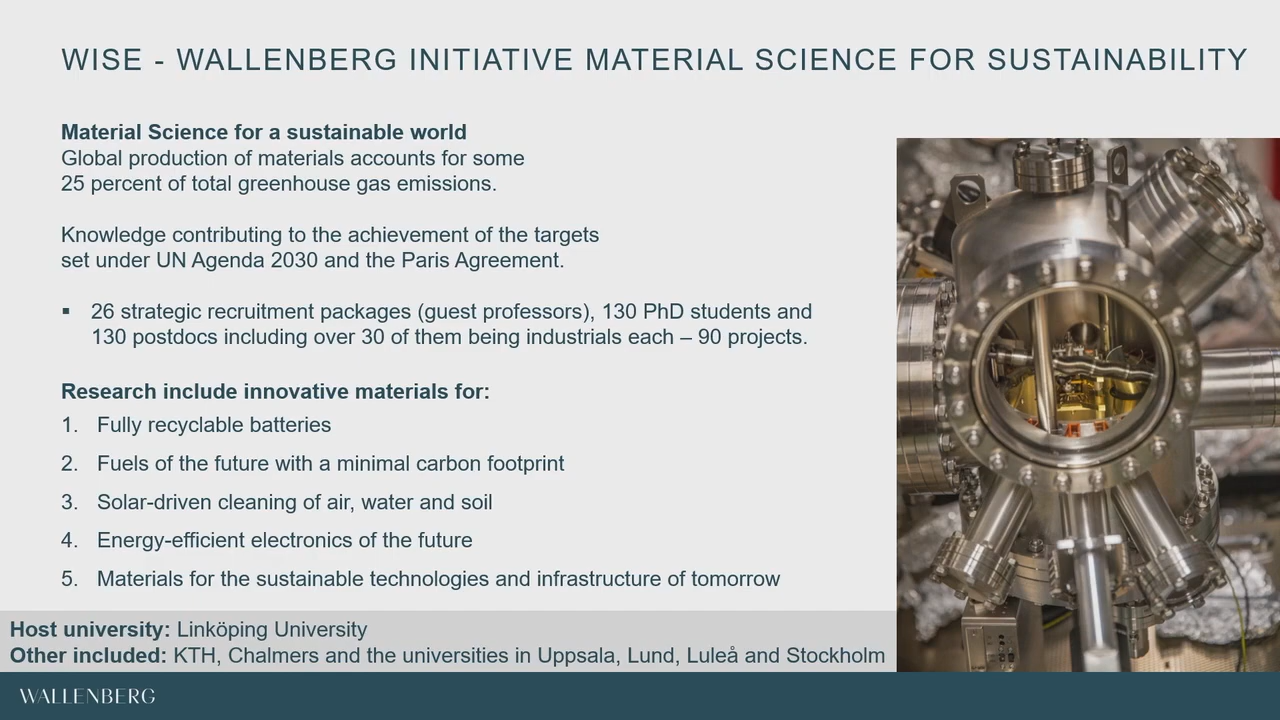 WISE - WALLENBERG INITIATIVE MATERIAL SCIENCE FOR SUSTAINABILITY
Material Science for a sustainable world
Global production of materials accounts for some
25 percent of total greenhouse gas emissions.
Knowledge contributing to the achievement of the targets
set under UN Agenda 2030 and the Paris Agreement.
▪ 26 strategic recruitment packages (guest professors), 130 PhD students and
130 postdocs including over 30 of them being industrials each – 90 projects.
Research include innovative materials for:
1. Fully recyclable batteries
2. Fuels of the future with a minimal carbon footprint
3. Solar-driven cleaning of air, water and soil
4. Energy-efficient electronics of the future
5. Materials for the sustainable technologies and infrastructure of tomorrow
Host university: Linköping University
Other included: KTH, Chalmers and the universities in Uppsala, Lund, Luleå and Stockholm
WALLENBERG